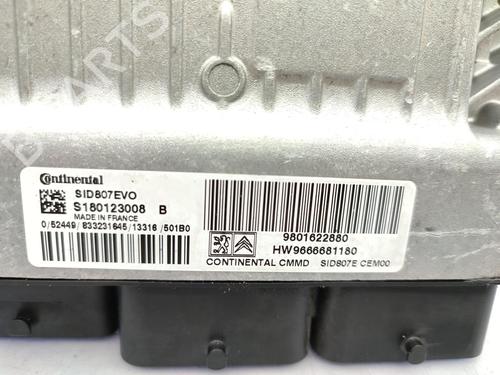 B PARTS
Continental
SID807EVO
S180123008 B
MADE IN FRANCE
0/52449/833231645/13316/501B0
9801622880
HW9666681180
CONTINENTAL CMMD SID807E CEM00